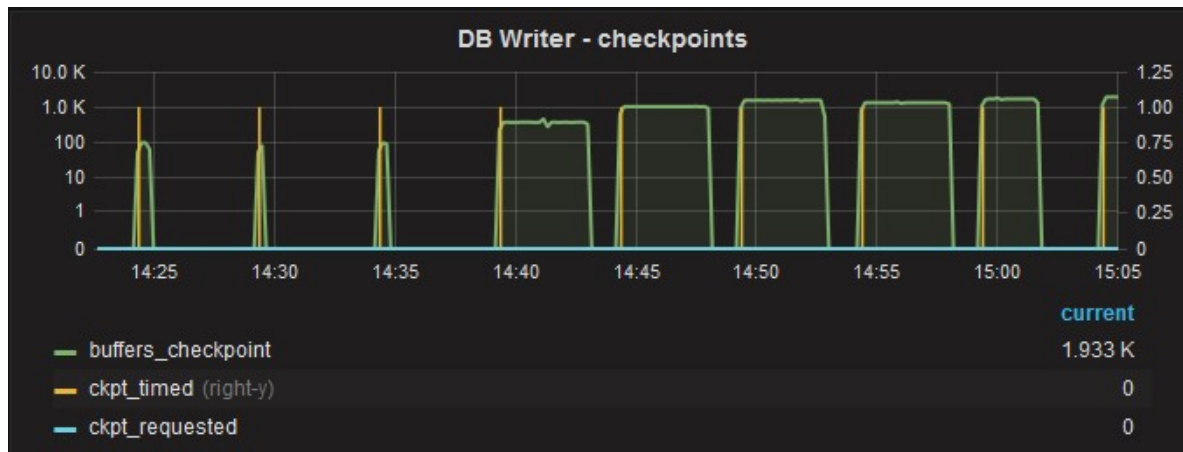 DB Writer - checkpoints
10.0 K 1.25
1.0 K 1.00
100 0.75
10 0.50
1 0.25
0 0
14:25 14:30 14:35 14:40 14:45 14:50 14:55 15:00 15:05
current
buffers_checkpoint 1.933 K
ckpt_timed (right-y) 0
ckpt_requested 0